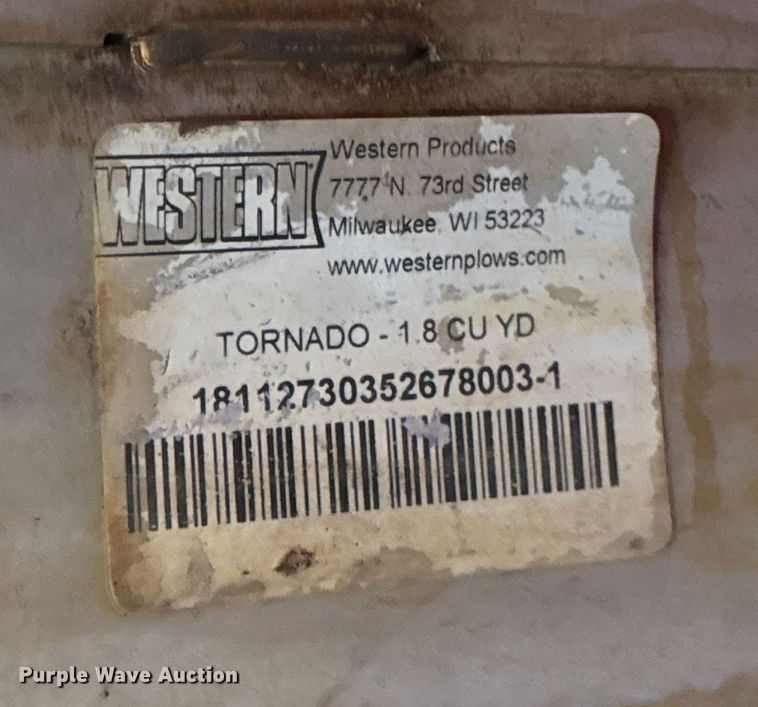 WESTERN
Western Products
7777 N. 73rd Street
Milwaukee, WI 53223
www.westernplows.com
TORNADO - 1.8 CU YD
18112730352678003-1
Purple Wave Auction